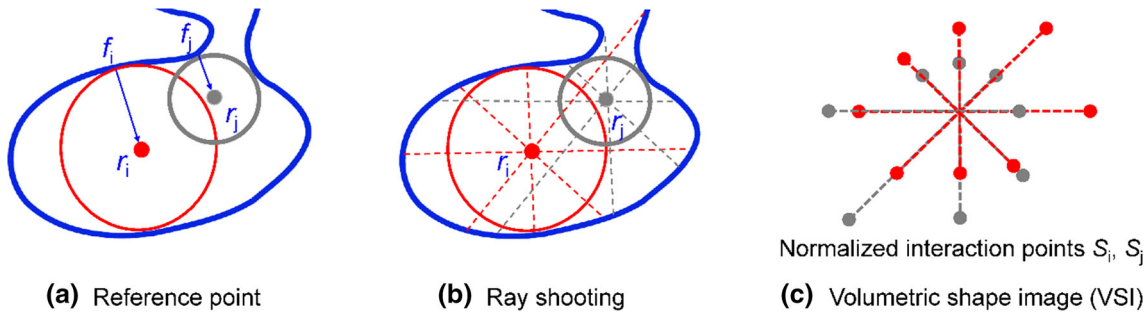 fi
fj
ri
rj
ri
rj
Normalized interaction points Si, Sj
(a) Reference point
(b) Ray shooting
(c) Volumetric shape image (VSI)